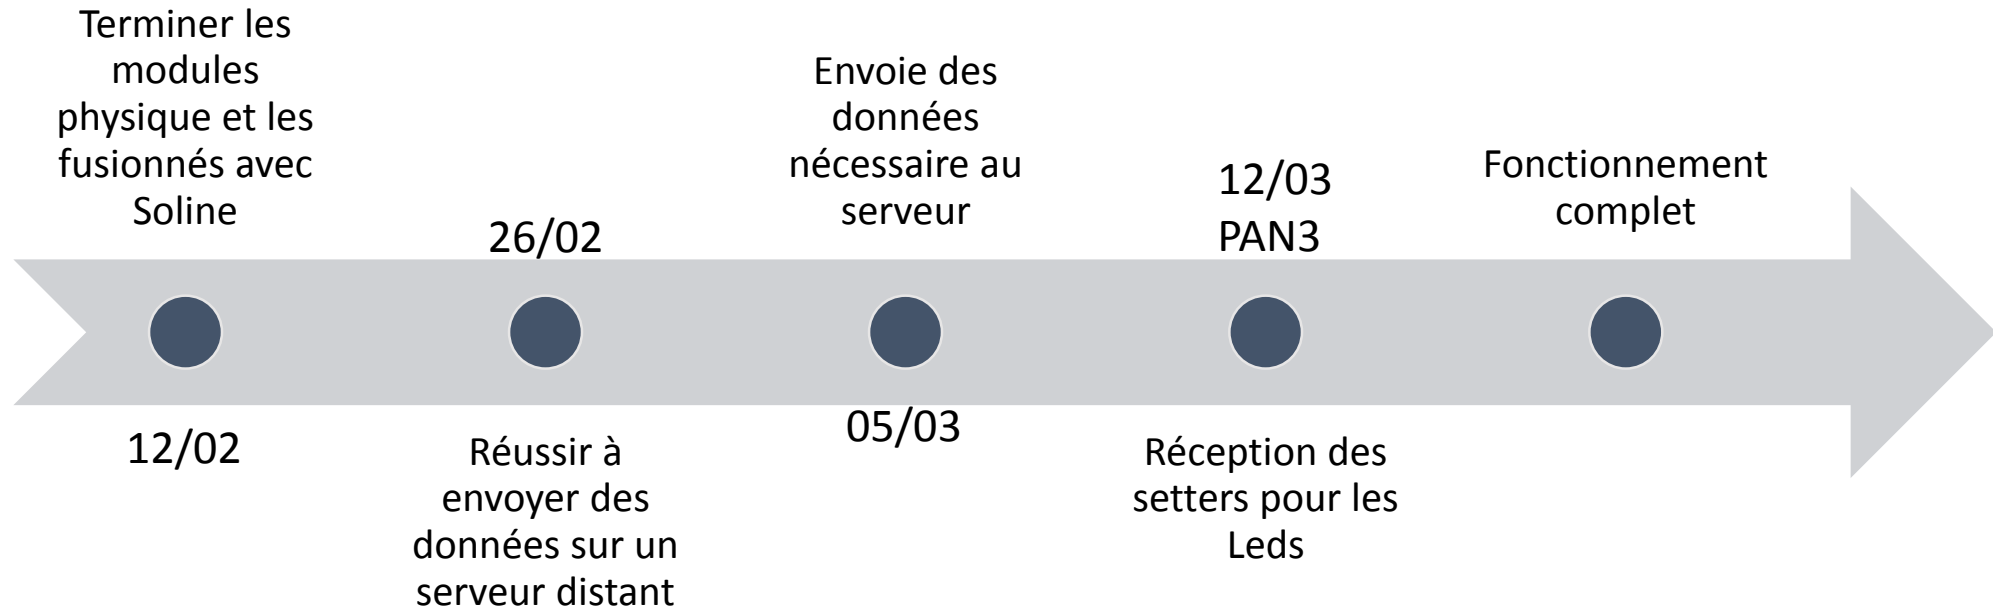 Terminer les
modules
physique et les
fusionnés avec
Soline
12/02
26/02
Réussir à
envoyer des
données sur un
serveur distant
Envoie des
données
nécessaire au
serveur
05/03
12/03
PAN3
Réception des
setters pour les
Leds
Fonctionnement
complet